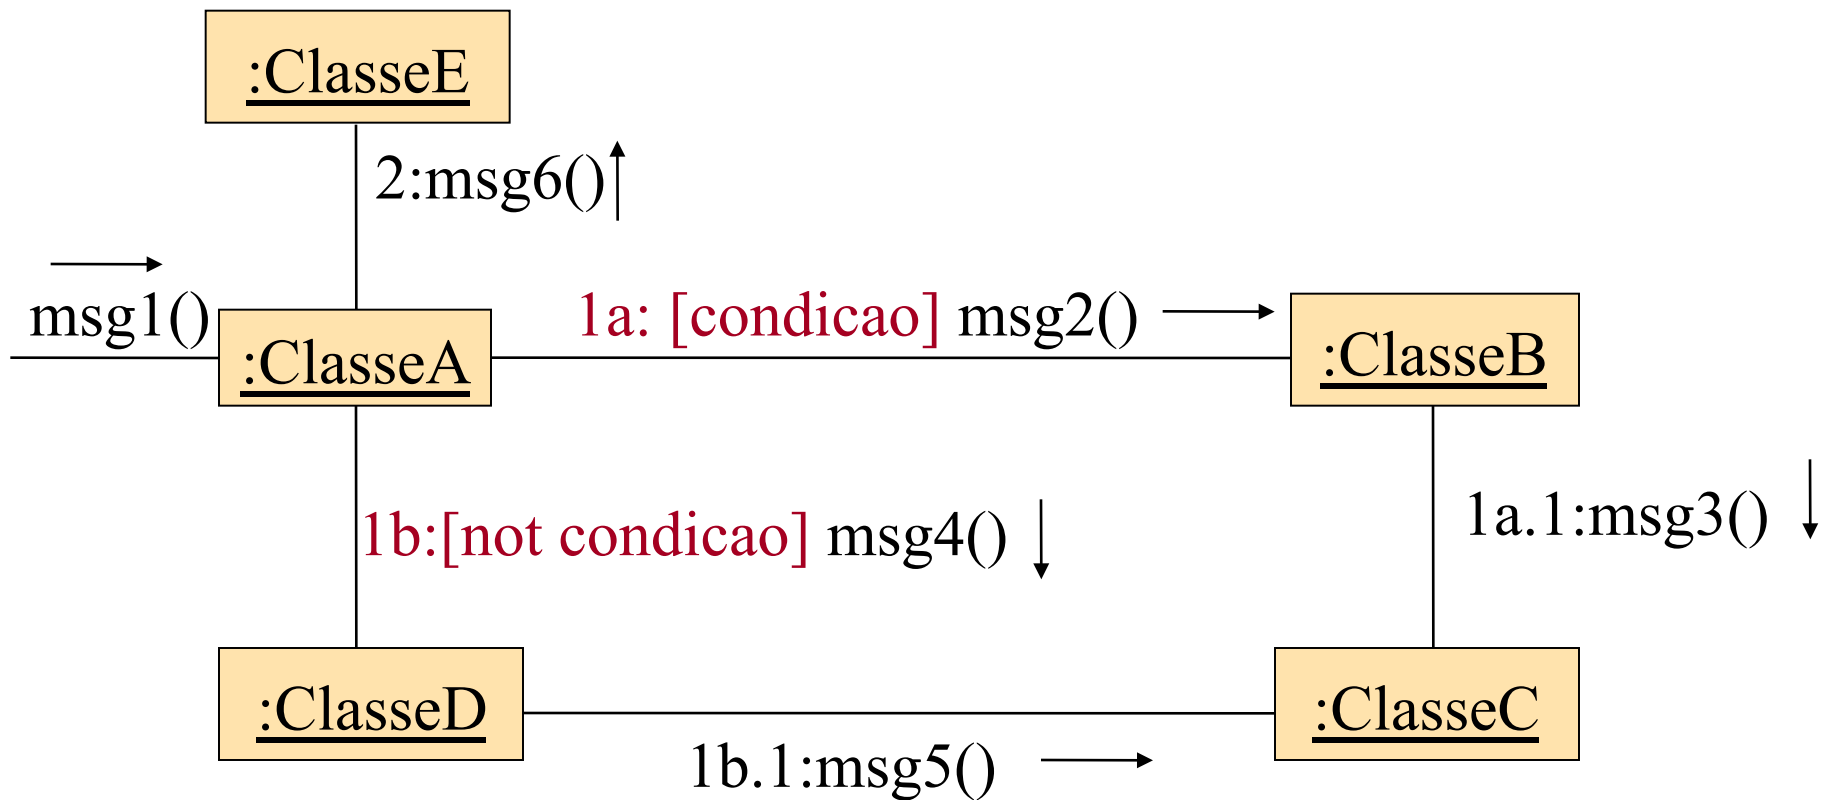 :ClasseE
2:msg6()
msg1()
:ClasseA
1a: [condicao] msg2()
:ClasseB
1b:[not condicao] msg4()
1a.1:msg3()
:ClasseD
:ClasseC
1b.1:msg5()